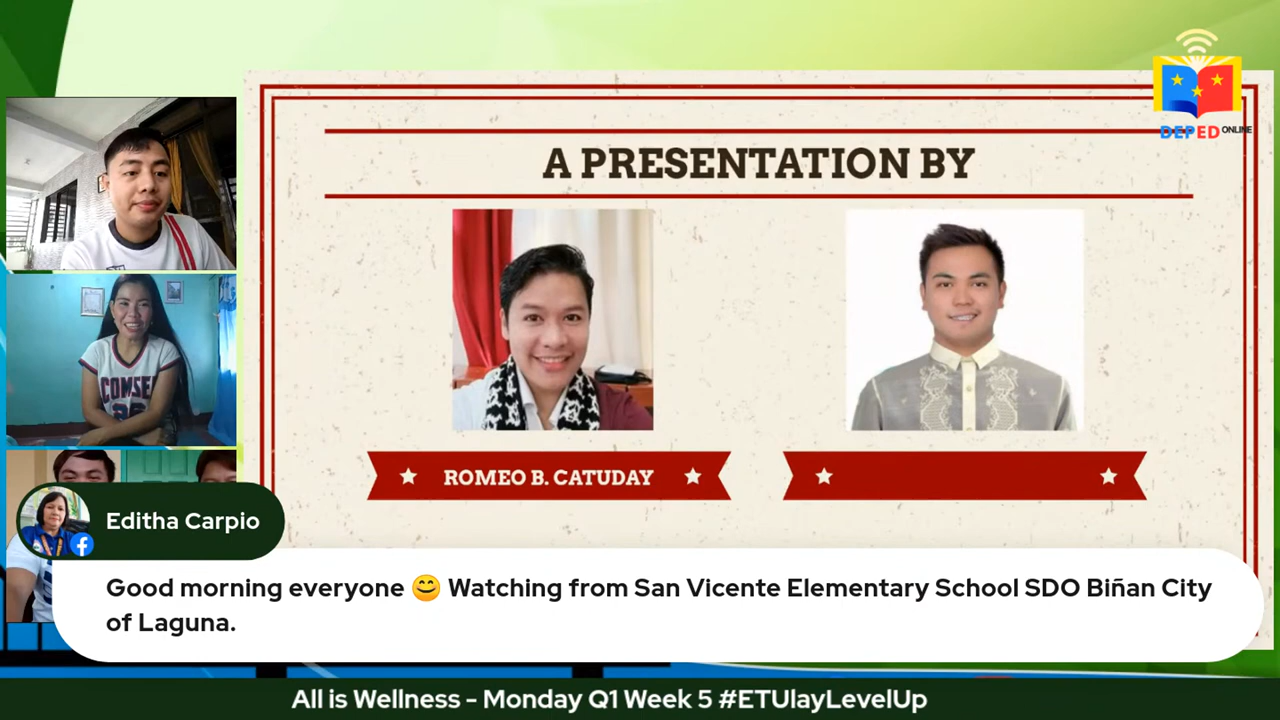 DEPED ONLINE
A PRESENTATION BY
COMSE
ROMEO B. CATUDAY
Editha Carpio
Good morning everyone 😊 Watching from San Vicente Elementary School SDO Biñan City
of Laguna.
All is Wellness - Monday Q1 Week 5 #ETUlayLevelUp